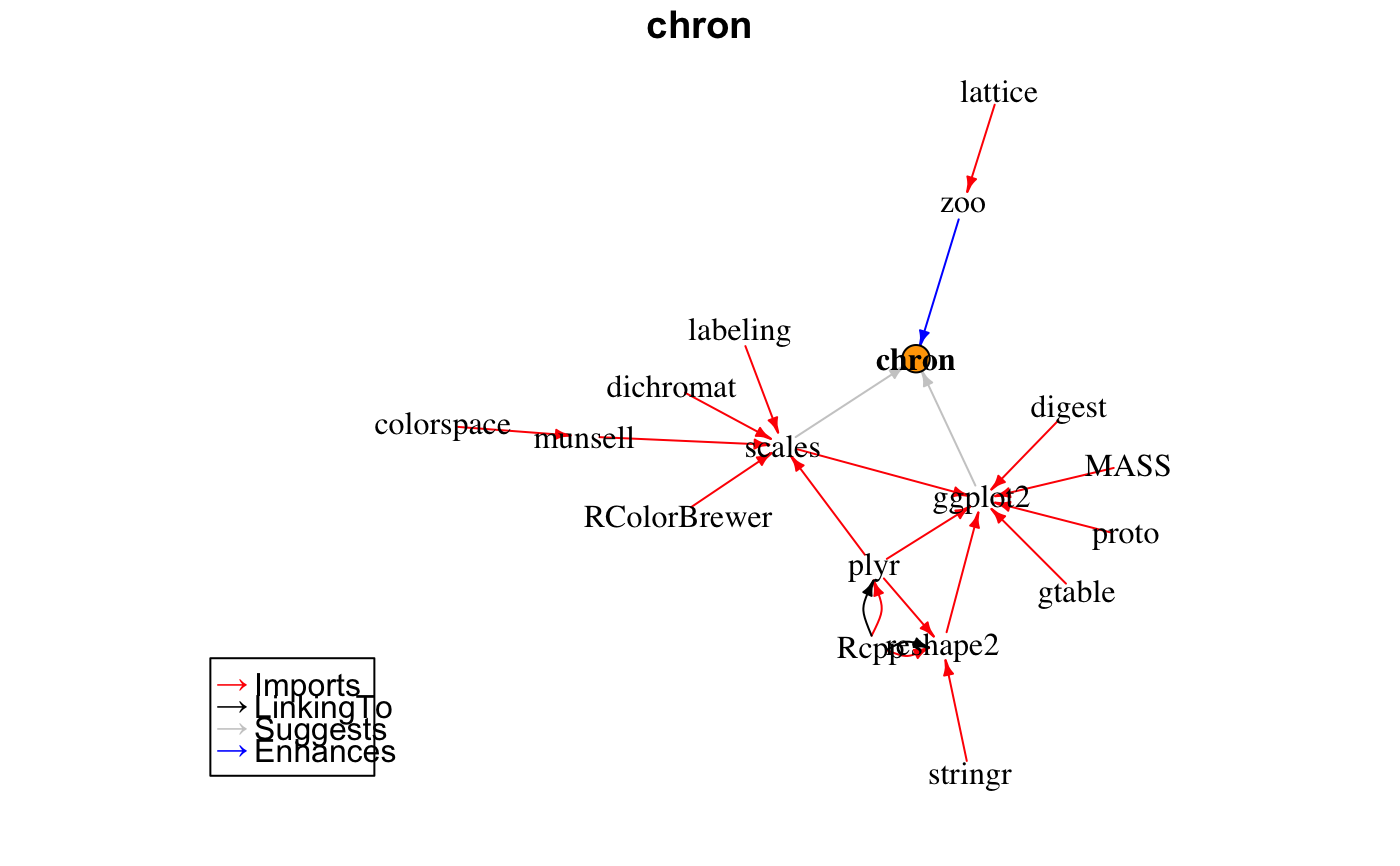 chron
lattice
zoo
labeling
chron
dichromat
digest
colorspace
munsell
scales
MASS
ggplot2
RColorBrewer
proto
plyr
gtable
Rcpp
reshape2
Imports
LinkingTo
Suggests
Enhances
stringr